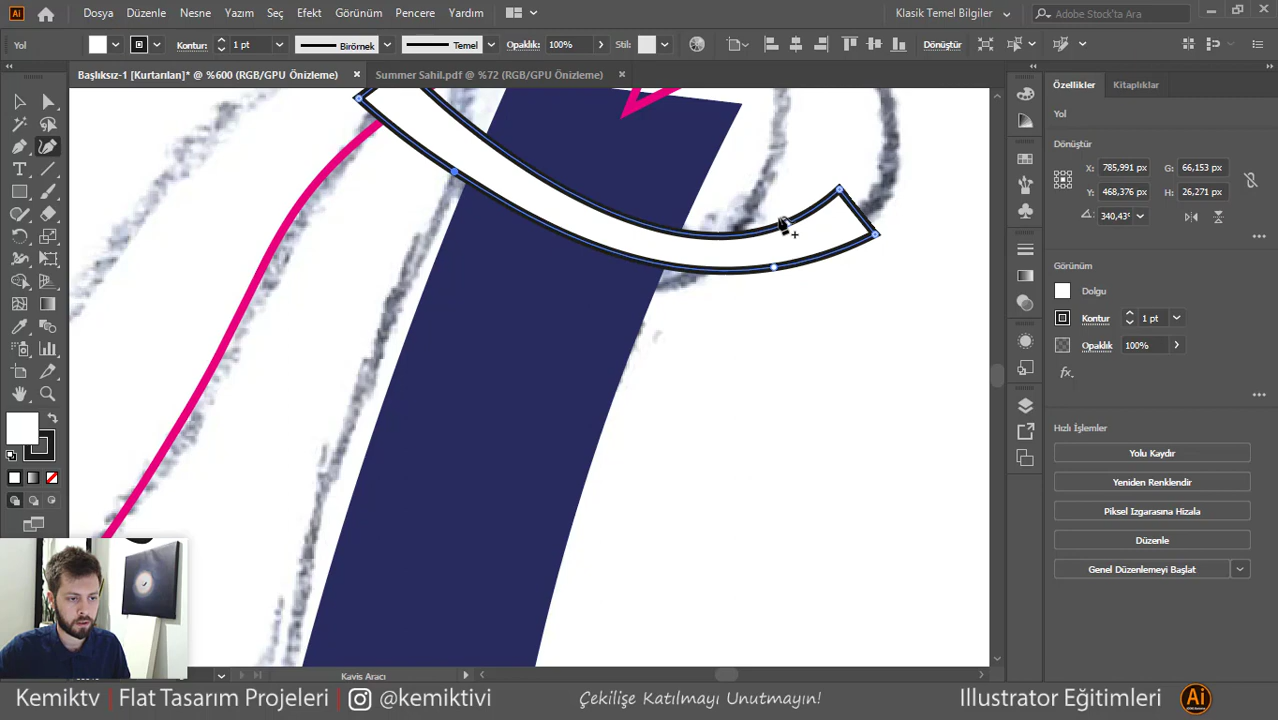 Ai
Dosya Düzenle Nesne Yazım Seç Efekt Görünüm Pencere Yardım
Klasik Temel Bilgiler
Adobe Stock'ta Ara
Yol
Kontur:
1 pt
Birörnek
Temel
Opaklık:
100%
Stil:
Dönüştür
Başlıksız-1 [Kurtarılan]* @ %600 (RGB/GPU Önizleme)
Summer Sahil.pdf @ %72 (RGB/GPU Önizleme)
Özellikler
Kitaplıklar
Yol
Dönüştür
X: 785,991 px
G: 66,153 px
Y: 468,376 px
H: 26,271 px
340,43°
Görünüm
Dolgu
Kontur
1 pt
Opaklık
100%
fx.
Hızlı İşlemler
Yolu Kaydır
Yeniden Renklendir
Piksel Izgarasına Hizala
Düzenle
Genel Düzenlemeyi Başlat
Kavis Aracı
Kemiktv | Flat Tasarım Projeleri @kemiktivi
Çekilişe Katılmayı Unutmayın!
Illustrator Eğitimleri
Ai